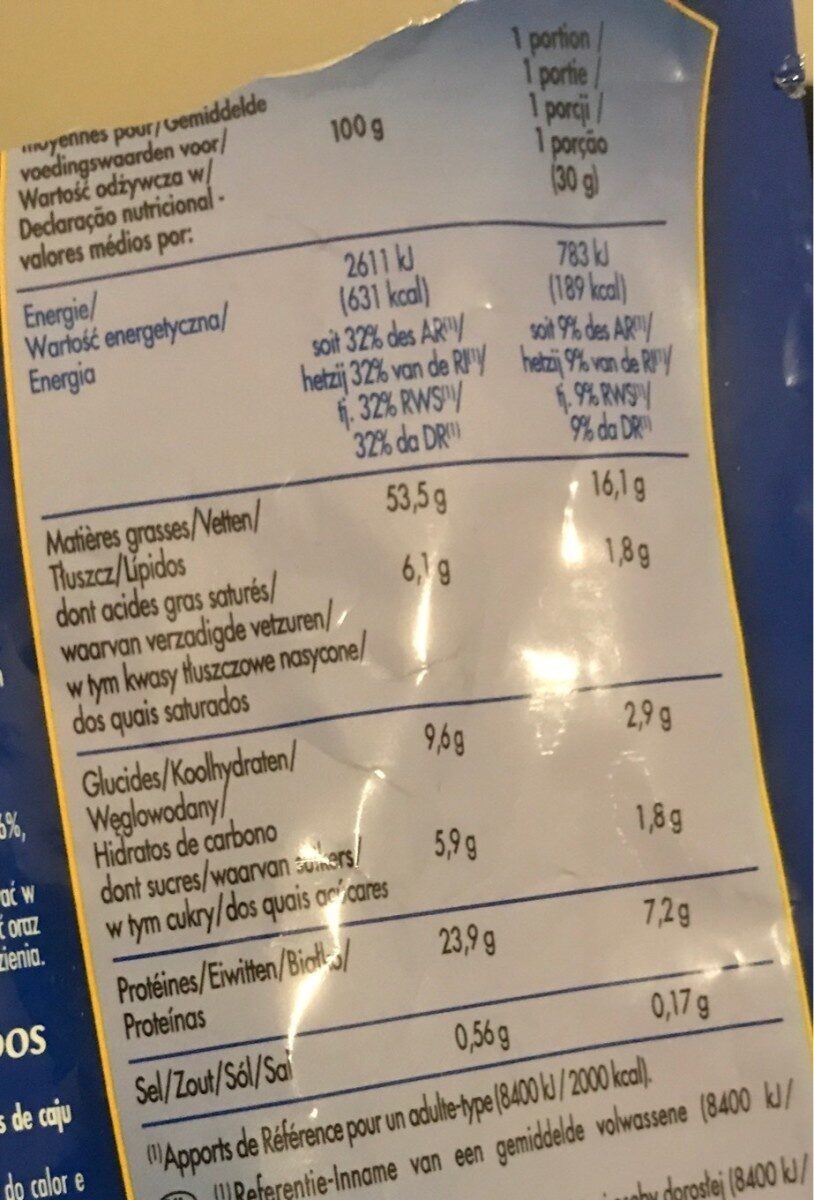 pour/Gemiddelde
voedingswaarden voor/
Wartość odżywcza w/
Declaração nutricional -
valores médios por:
100 g
1 portion /
1 portie /
1 porcji /
1 porção
(30 g)
Energie/
Wartość energetyczna/
Energia
2611 kJ
(631 kcal)
soit 32% des AR(1)/
hetzij 32% van de RI(1)/
tj. 32% RWS(1)/
32% da DR(1)
783 kJ
(189 kcal)
soit 9% des AR(1)/
hetzij 9% van de RI(1)/
tj. 9% RWS(1)/
9% da DR(1)
Matières grasses/Vetten/
Tłuszcz/Lípidos
53,5 g
16,1 g
dont acides gras saturés/
waarvan verzadigde vetzuren/
w tym kwasy tłuszczowe nasycone/
dos quais saturados
6,1 g
1,8 g
Glucides/Koolhydraten/
Węglowodany/
Hidratos de carbono
9,6 g
2,9 g
dont sucres/waarvan suikers/
w tym cukry/dos quais açúcares
5,9 g
1,8 g
Protéines/Eiwitten/Białko/
Proteínas
23,9 g
7,2 g
Sel/Zout/Sól/Sal
0,56 g
0,17 g
(1)Apports de Référence pour un adulte-type (8400 kJ / 2000 kcal).
(1)Referentie-Inname van een gemiddelde volwassene (8400 kJ/
dorosłej (8400 kJ/
6%,
ać w
oraz
zienia.
DOS
s de caju
do calor e